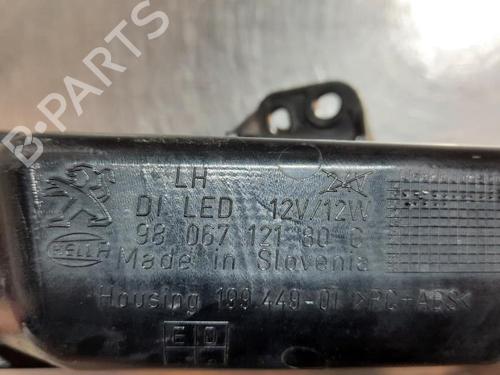 LH
DI LED 12V/12W
98 067 121 80 C
HELLA
Made in Slovenia
Housing 199.449-01 >PC+ABS<
B-PARTS